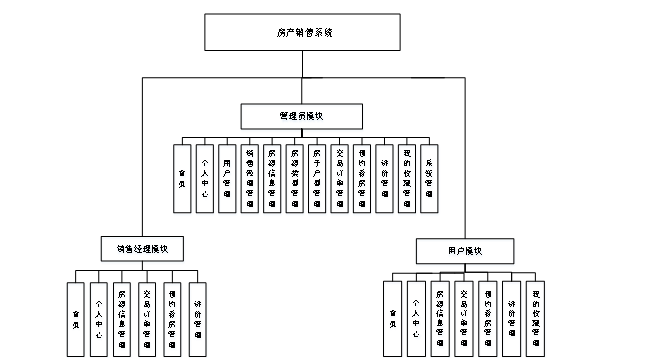 房产销售系统
管理员模块
首页
个人中心
用户管理
销售经理管理
房源信息管理
房源类型管理
房子户型管理
交易订单管理
预约看房管理
评价管理
我的收藏管理
系统管理
销售经理模块
用户模块
首页
个人中心
房源信息管理
交易订单管理
预约看房管理
评价管理
首页
个人中心
房源信息管理
交易订单管理
预约看房管理
评价管理
我的收藏管理